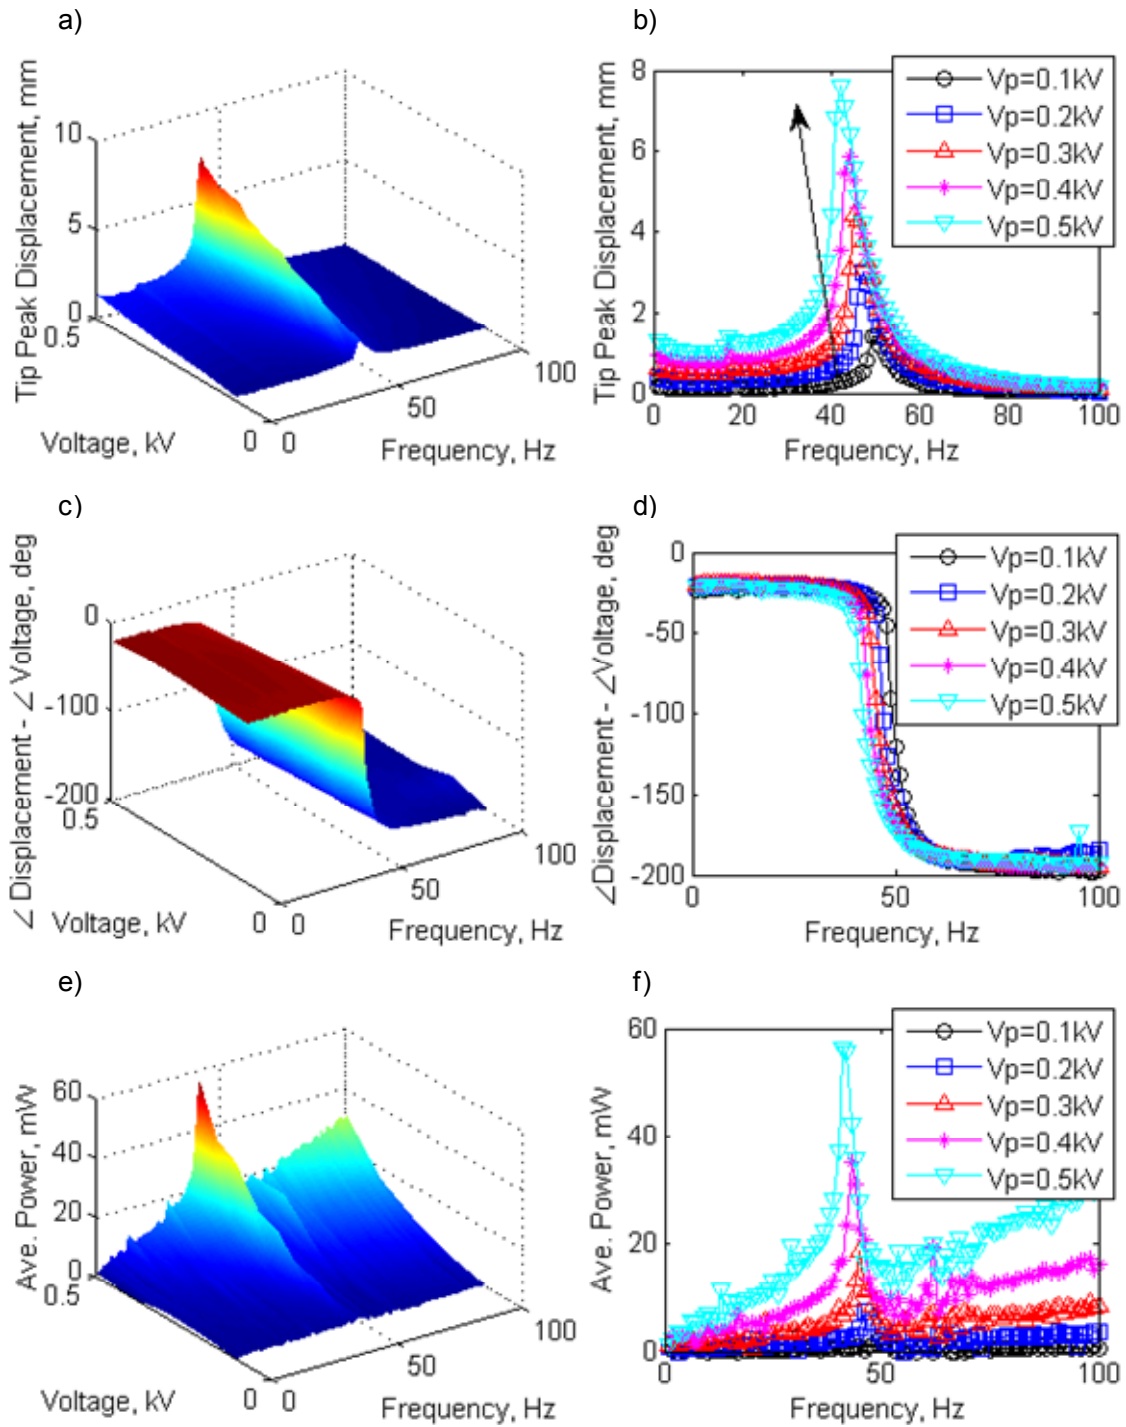 a)
b)
Tip Peak Displacement, mm
10
5
0
0.5
Voltage, kV
0
0
50
100
Frequency, Hz
Tip Peak Displacement, mm
8
6
4
2
0
0
20
40
60
80
100
Frequency, Hz
Vp=0.1kV
Vp=0.2kV
Vp=0.3kV
Vp=0.4kV
Vp=0.5kV
c)
d)
∠ Displacement - ∠ Voltage, deg
0
-100
-200
0.5
Voltage, kV
0
0
50
100
Frequency, Hz
∠Displacement - ∠Voltage, deg
0
-50
-100
-150
-200
0
50
100
Frequency, Hz
Vp=0.1kV
Vp=0.2kV
Vp=0.3kV
Vp=0.4kV
Vp=0.5kV
e)
f)
Ave. Power, mW
60
40
20
0
0.5
Voltage, kV
0
0
50
100
Frequency, Hz
Ave. Power, mW
60
40
20
0
0
50
100
Frequency, Hz
Vp=0.1kV
Vp=0.2kV
Vp=0.3kV
Vp=0.4kV
Vp=0.5kV